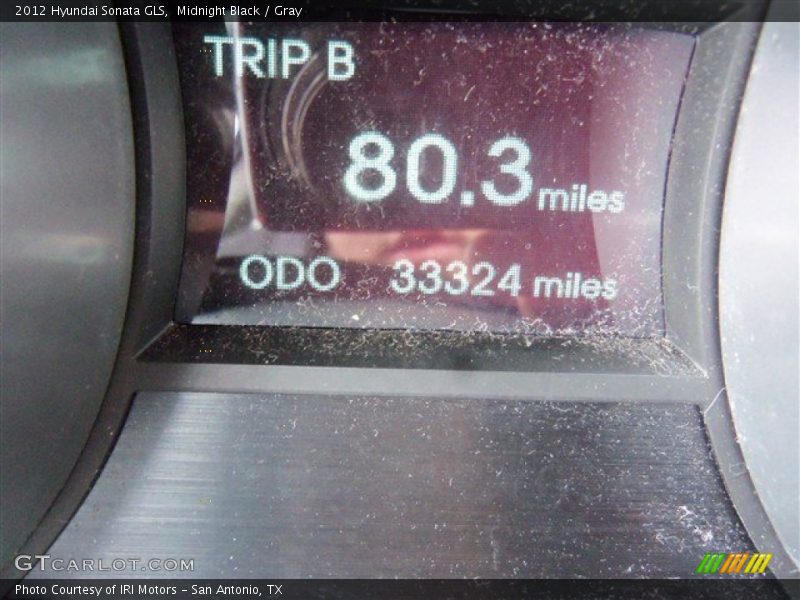 2012 Hyundai Sonata GLS, Midnight Black / Gray
TRIP B
80.3 miles
ODO 33324 miles
GTCARLOT.COM
Photo Courtesy of IRI Motors - San Antonio, TX